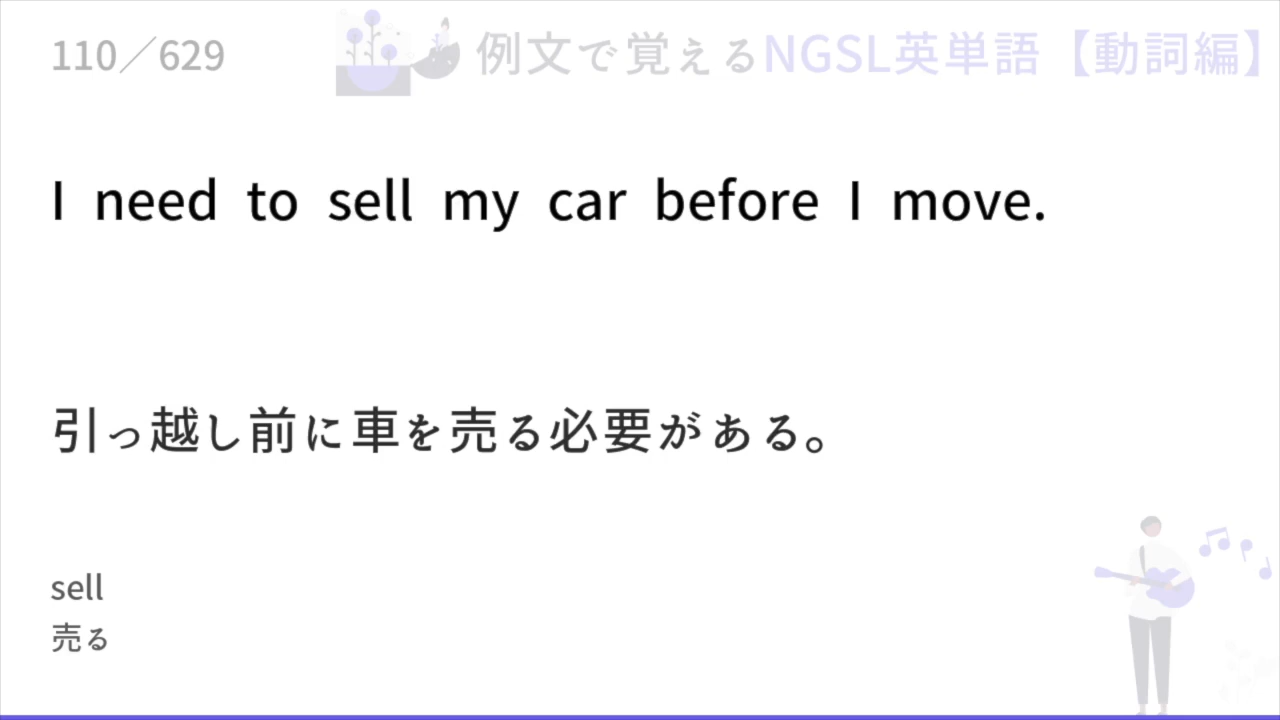 110／629
例文で覚えるNGSL英単語【動詞編】
I need to sell my car before I move.
引っ越し前に車を売る必要がある。
sell
売る